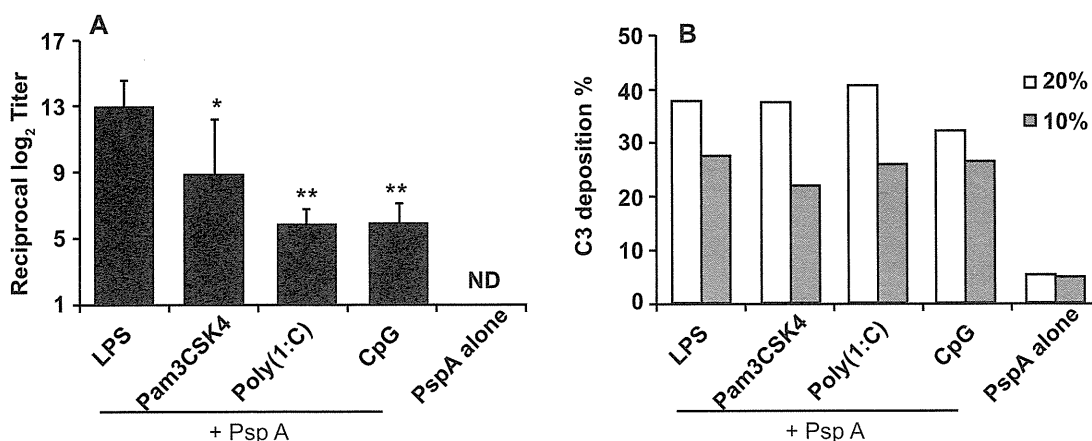 A
Reciprocal log2 Titer
17
13
9
5
1
*
**
**
ND
LPS
Pam3CSK4
Poly(1:C)
CpG
PspA alone
+ Psp A
B
C3 deposition %
50
40
30
20
10
0
20%
10%
LPS
Pam3CSK4
Poly(1:C)
CpG
PspA alone
+ Psp A